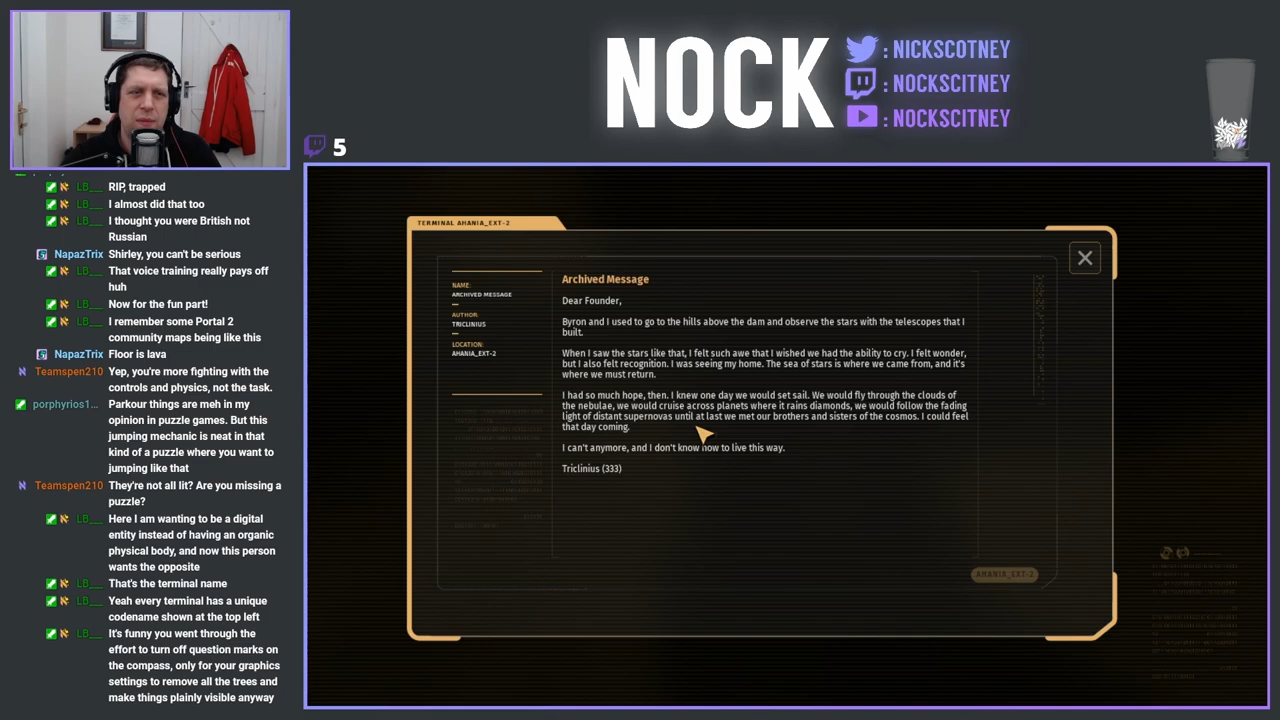 NOCK
: NICKSCOTNEY
: NOCKSCITNEY
: NOCKSCITNEY
5
LB__ RIP, trapped
LB__ I almost did that too
LB__ I thought you were British not
Russian
NapazTrix Shirley, you can't be serious
LB__ That voice training really pays off
huh
LB__ Now for the fun part!
LB__ I remember some Portal 2
community maps being like this
NapazTrix Floor is lava
Teamspen210 Yep, you're more fighting with the
controls and physics, not the task.
porphyrios1... Parkour things are meh in my
opinion in puzzle games. But this
jumping mechanic is neat in that
kind of a puzzle where you want to
jumping like that
Teamspen210 They're not all lit? Are you missing a
puzzle?
LB__ Here I am wanting to be a digital
entity instead of having an organic
physical body, and now this person
wants the opposite
LB__ That's the terminal name
LB__ Yeah every terminal has a unique
codename shown at the top left
LB__ It's funny you went through the
effort to turn off question marks on
the compass, only for your graphics
settings to remove all the trees and
make things plainly visible anyway
TERMINAL AHANIA_EXT-2
NAME:
ARCHIVED MESSAGE
AUTHOR:
TRICLINIUS
LOCATION:
AHANIA_EXT-2
Archived Message
Dear Founder,
Byron and I used to go to the hills above the dam and observe the stars with the telescopes that I
built.
When I saw the stars like that, I felt such awe that I wished we had the ability to cry. I felt wonder,
but I also felt recognition. I was seeing my home. The sea of stars is where we came from, and it's
where we must return.
I had so much hope, then. I knew one day we would set sail. We would fly through the clouds of
the nebulae, we would cruise across planets where it rains diamonds, we would follow the fading
light of distant supernovas until at last we met our brothers and sisters of the cosmos. I could feel
that day coming.
I can't anymore, and I don't know how to live this way.
Triclinius (333)
AHANIA_EXT-2